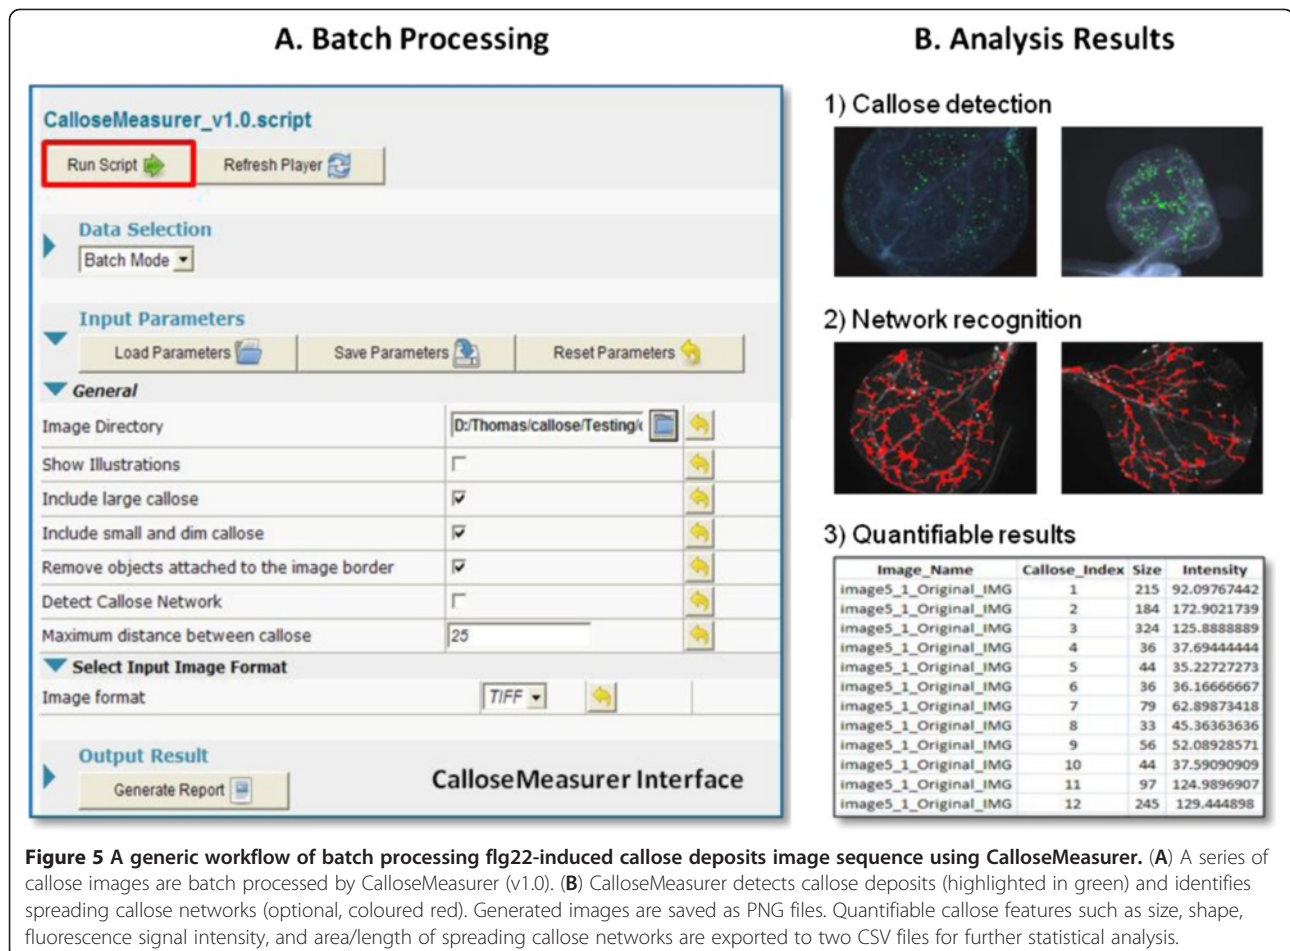 A. Batch Processing
CalloseMeasurer_v1.0.script
Run Script
Refresh Player
Data Selection
Batch Mode
Input Parameters
Load Parameters
Save Parameters
Reset Parameters
General
Image Directory
D:/Thomas/callose/Testing/
Show Illustrations
Include large callose
Include small and dim callose
Remove objects attached to the image border
Detect Callose Network
Maximum distance between callose
25
Select Input Image Format
Image format
TIFF
Output Result
Generate Report
CalloseMeasurer Interface
B. Analysis Results
1) Callose detection
2) Network recognition
3) Quantifiable results
Image_Name Callose_Index Size Intensity
image5_1_Original_IMG 1 215 92.09767442
image5_1_Original_IMG 2 184 172.9021739
image5_1_Original_IMG 3 324 125.8888889
image5_1_Original_IMG 4 36 37.69444444
image5_1_Original_IMG 5 44 35.22727273
image5_1_Original_IMG 6 36 36.16666667
image5_1_Original_IMG 7 79 62.89873418
image5_1_Original_IMG 8 33 45.36363636
image5_1_Original_IMG 9 56 52.08928571
image5_1_Original_IMG 10 44 37.59090909
image5_1_Original_IMG 11 97 124.9896907
image5_1_Original_IMG 12 245 129.444898
Figure 5 A generic workflow of batch processing flg22-induced callose deposits image sequence using CalloseMeasurer. (A) A series of
callose images are batch processed by CalloseMeasurer (v1.0). (B) CalloseMeasurer detects callose deposits (highlighted in green) and identifies
spreading callose networks (optional, coloured red). Generated images are saved as PNG files. Quantifiable callose features such as size, shape,
fluorescence signal intensity, and area/length of spreading callose networks are exported to two CSV files for further statistical analysis.